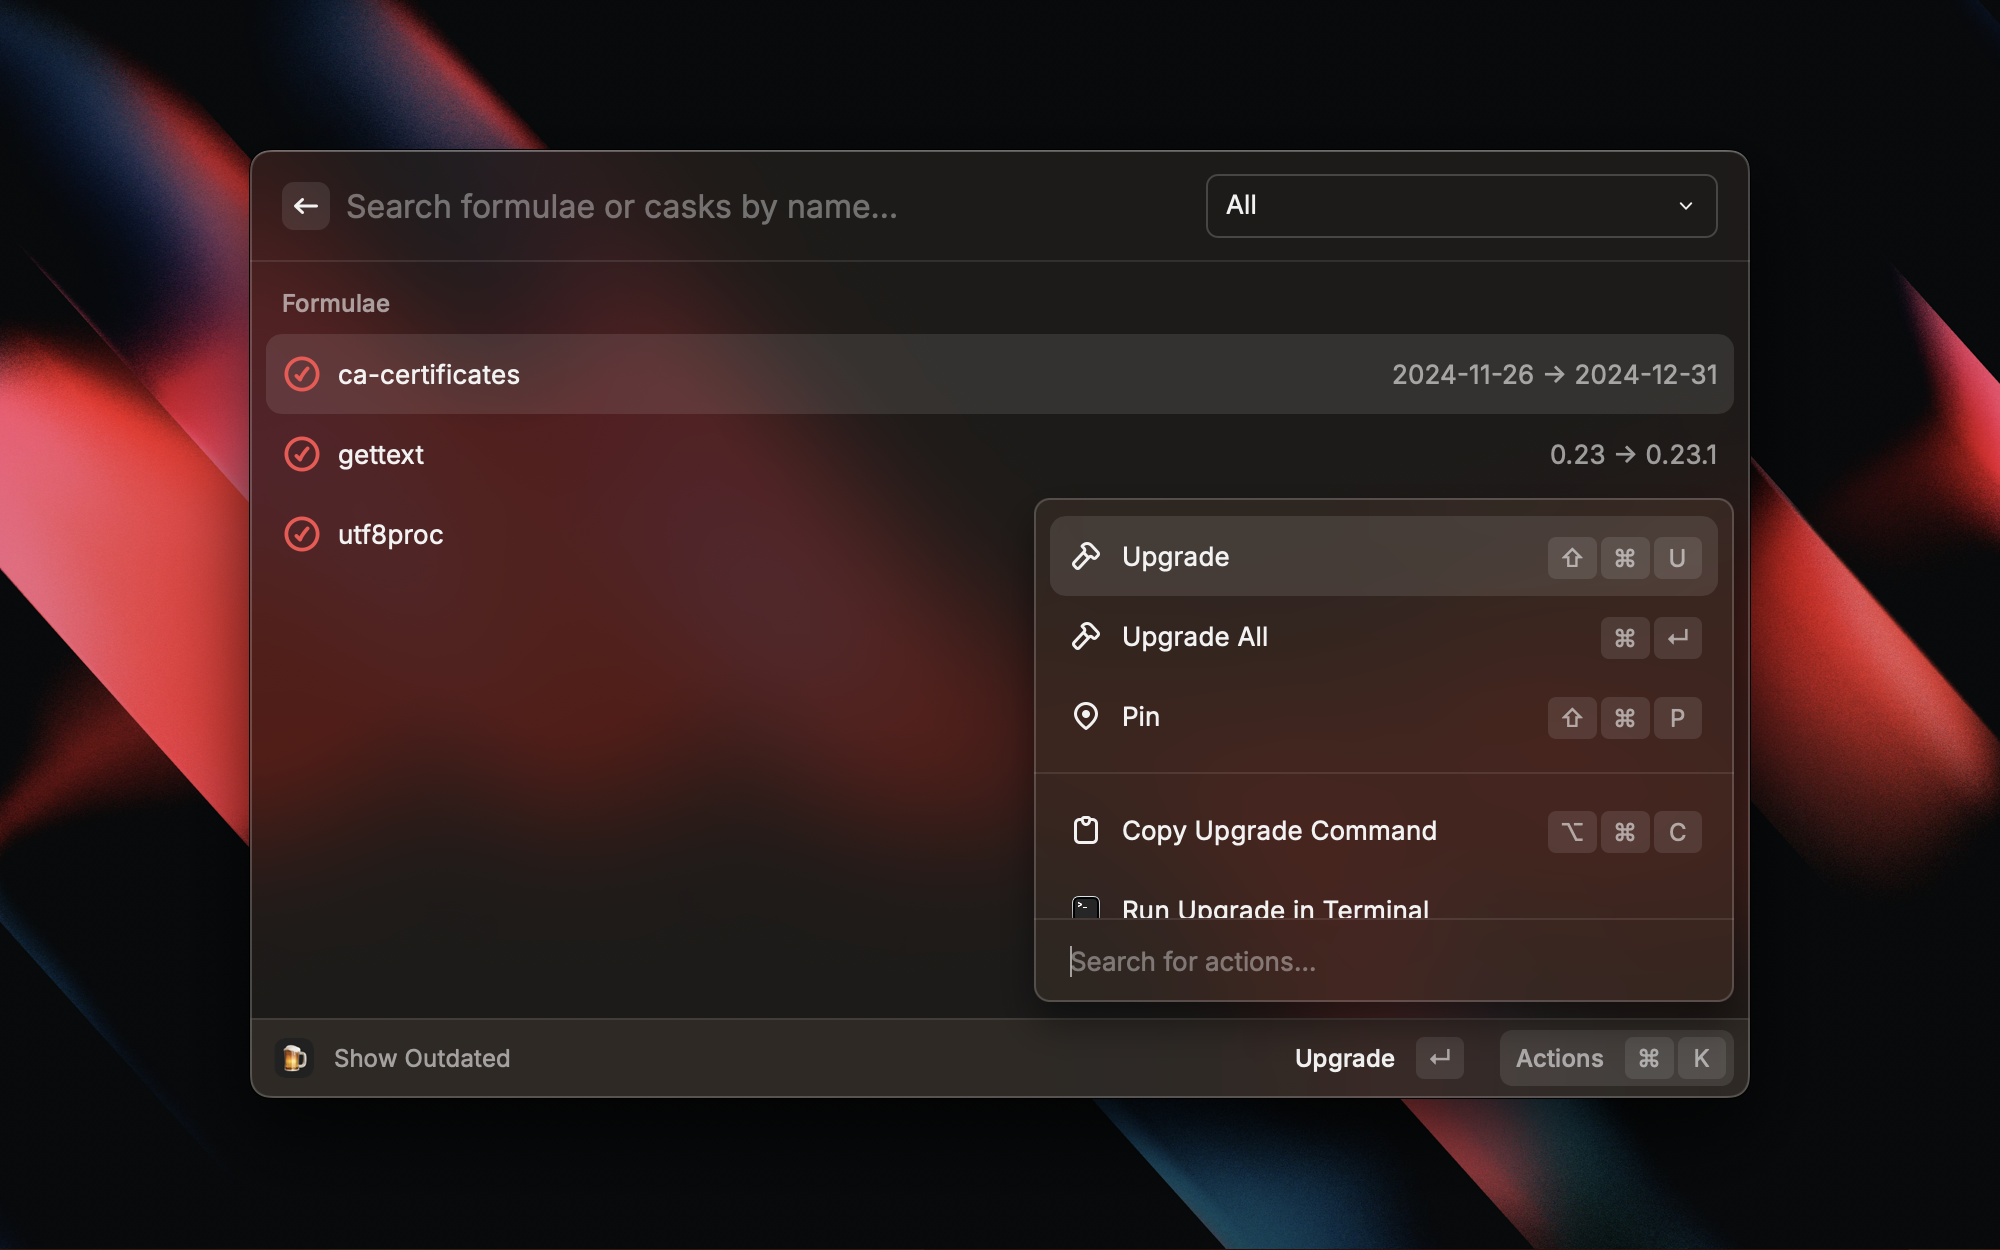 Search formulae or casks by name...
All
Formulae
ca-certificates 2024-11-26 → 2024-12-31
gettext 0.23 → 0.23.1
utf8proc
Upgrade ⇧ ⌘ U
Upgrade All ⌘ ↵
Pin ⇧ ⌘ P
Copy Upgrade Command ⌥ ⌘ C
Run Upgrade in Terminal
Search for actions...
Show Outdated Upgrade ↵ Actions ⌘ K